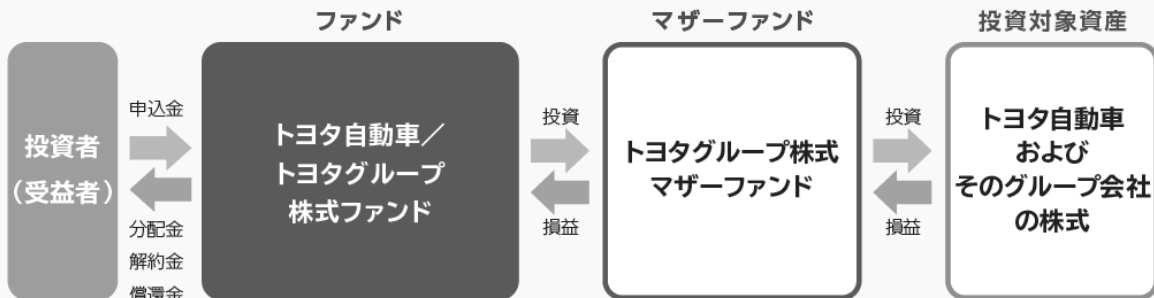 ファンド
マザーファンド
投資対象資産
投資者
（受益者）
申込金
分配金
解約金
償還金
トヨタ自動車／
トヨタグループ
株式ファンド
投資
損益
トヨタグループ株式
マザーファンド
投資
損益
トヨタ自動車
および
そのグループ会社
の株式